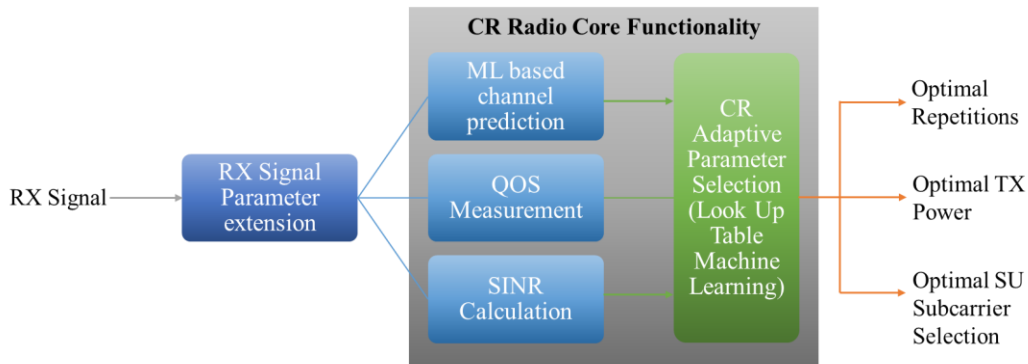 CR Radio Core Functionality
RX Signal
RX Signal
Parameter
extension
ML based
channel
prediction
QOS
Measurement
SINR
Calculation
CR
Adaptive
Parameter
Selection
(Look Up
Table
Machine
Learning)
Optimal
Repetitions
Optimal TX
Power
Optimal SU
Subcarrier
Selection